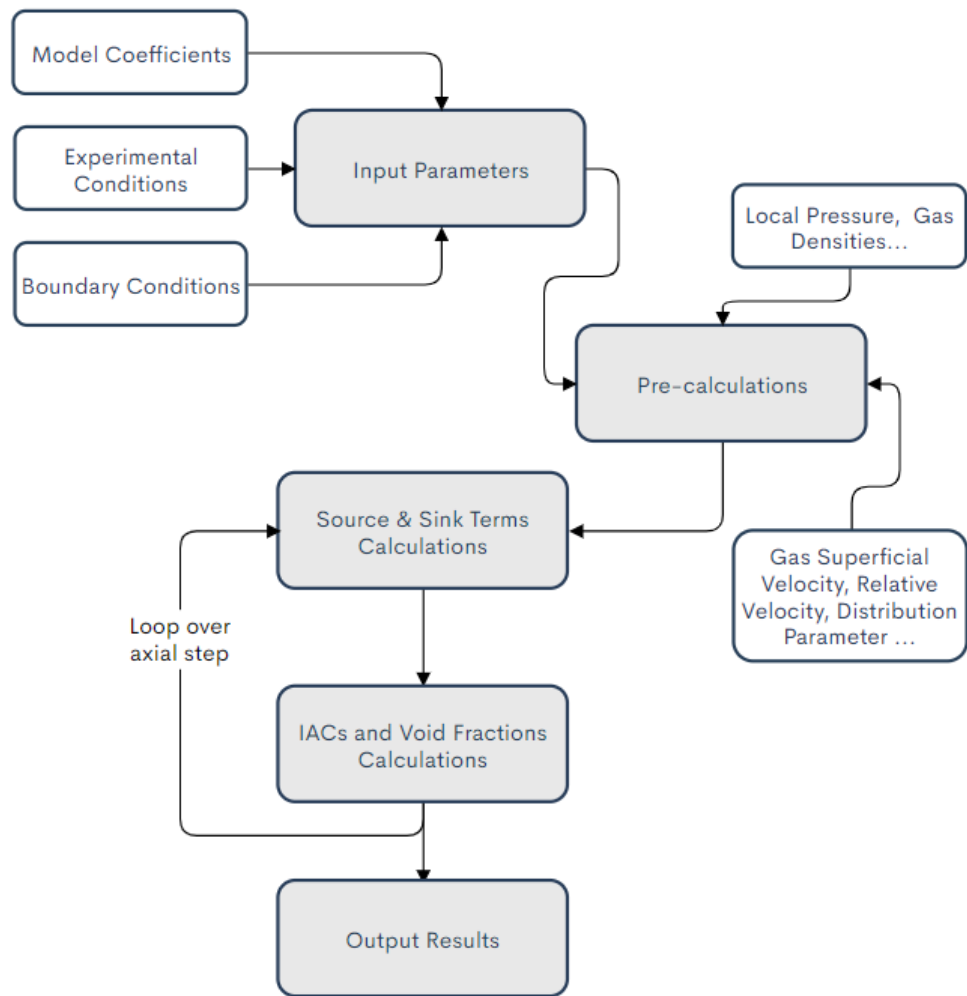 Model Coefficients
Experimental
Conditions
Input Parameters
Boundary Conditions
Local Pressure,  Gas
Densities...
Pre-calculations
Source & Sink Terms
Calculations
Gas Superficial
Velocity, Relative
Velocity, Distribution
Parameter ...
Loop over
axial step
IACs and Void Fractions
Calculations
Output Results